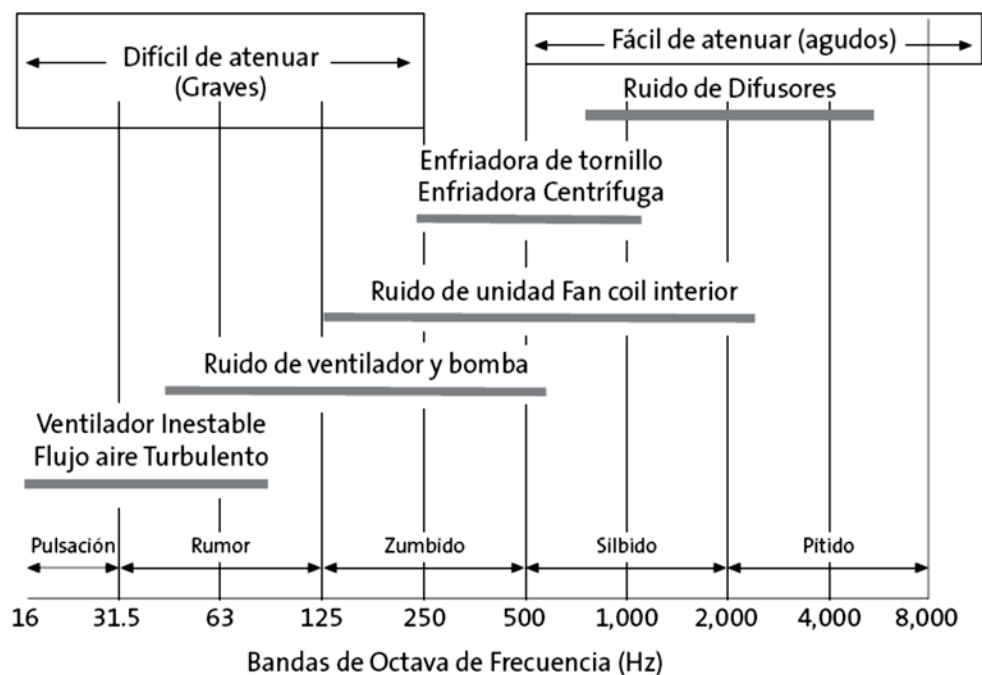 Difícil de atenuar
(Graves)
Fácil de atenuar (agudos)
Ruido de Difusores
Enfriadora de tornillo
Enfriadora Centrífuga
Ruido de unidad Fan coil interior
Ruido de ventilador y bomba
Ventilador Inestable
Flujo aire Turbulento
Pulsación Rumor Zumbido Silbido Pitido
16 31.5 63 125 250 500 1,000 2,000 4,000 8,000
Bandas de Octava de Frecuencia (Hz)